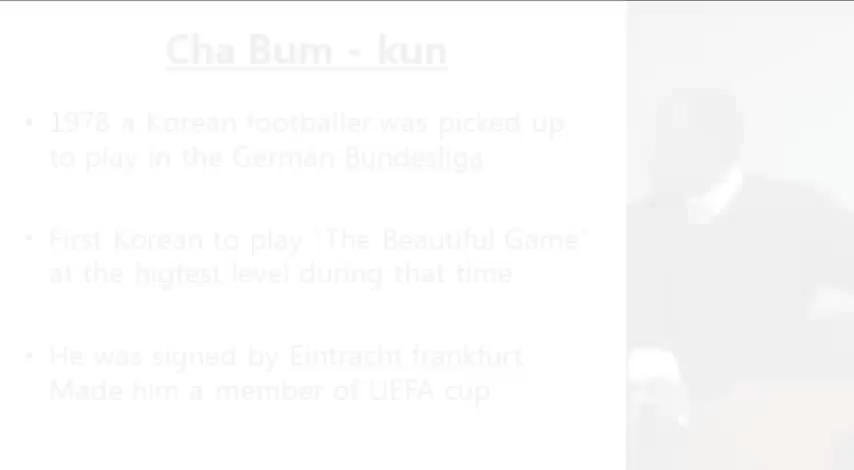 Cha Bum - kun
• 1978 a Korean footballer was picked up
to play in the German Bundesliga
• First Korean to play 'The Beautiful Game'
at the higfest level during that time
• He was signed by Eintracht frankfurt
Made him a member of UEFA cup